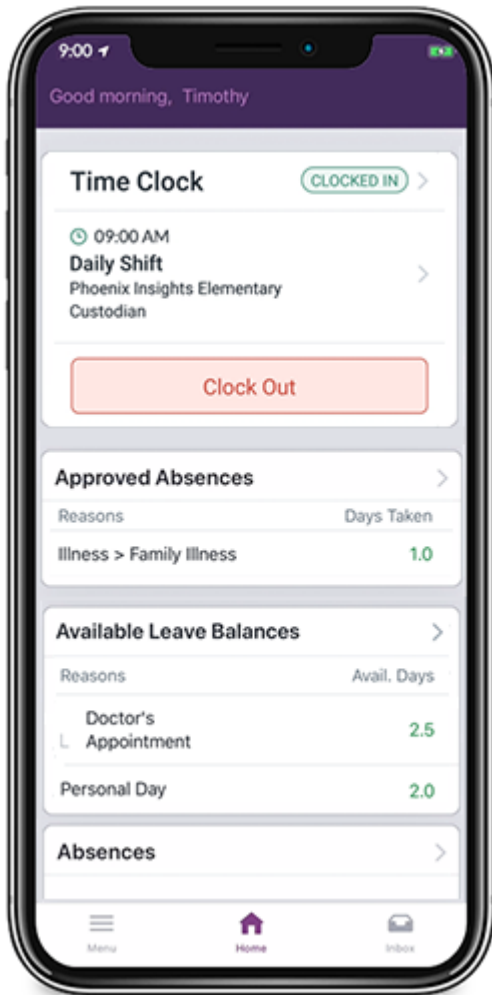 9:00
Good morning, Timothy
Time Clock
CLOCKED IN
09:00 AM
Daily Shift
Phoenix Insights Elementary
Custodian
Clock Out
Approved Absences
Reasons Days Taken
Illness > Family Illness 1.0
Available Leave Balances
Reasons Avail. Days
Doctor's
Appointment 2.5
Personal Day 2.0
Absences
Menu Home Inbox